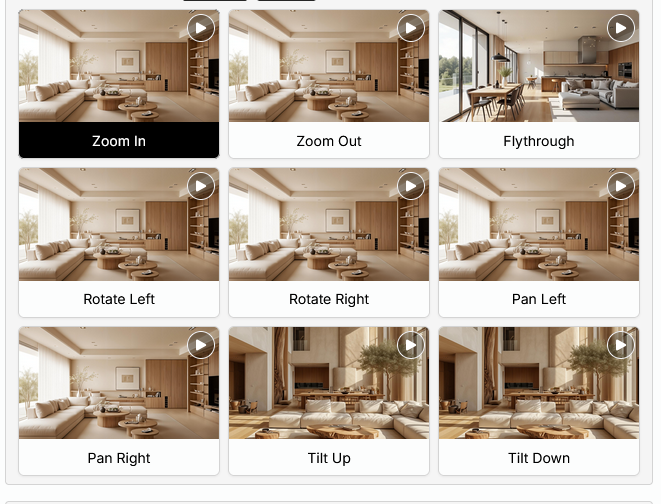 Zoom In
Zoom Out
Flythrough
Rotate Left
Rotate Right
Pan Left
Pan Right
Tilt Up
Tilt Down